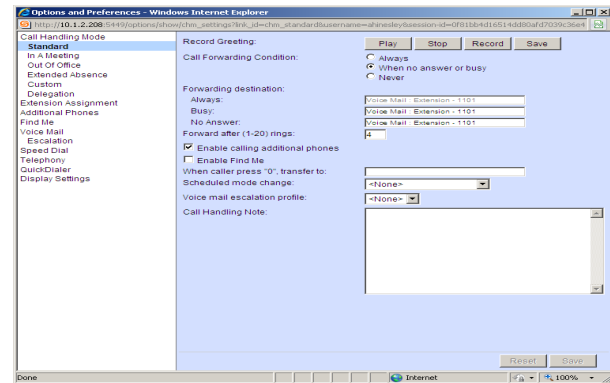 Options and Preferences - Windows Internet Explorer
http://10.1.2.208:5449/options/show/chm_settings?link_id=chm_standard&username=ahinesley&session-id=0f81bb4d16514dd80afd7039c36e4
Call Handling Mode
Standard
In A Meeting
Out Of Office
Extended Absence
Custom
Delegation
Extension Assignment
Additional Phones
Find Me
Voice Mail
Escalation
Speed Dial
Telephony
QuickDialer
Display Settings
Record Greeting: Play Stop Record Save
Call Forwarding Condition: Always
When no answer or busy
Never
Forwarding destination:
Always: Voice Mail : Extension - 1101
Busy: Voice Mail : Extension - 1101
No Answer: Voice Mail : Extension - 1101
Forward after (1-20) rings: 4
Enable calling additional phones
Enable Find Me
When caller press "0", transfer to:
Scheduled mode change: <None>
Voice mail escalation profile: <None>
Call Handling Note:
Reset Save
Done Internet 100%